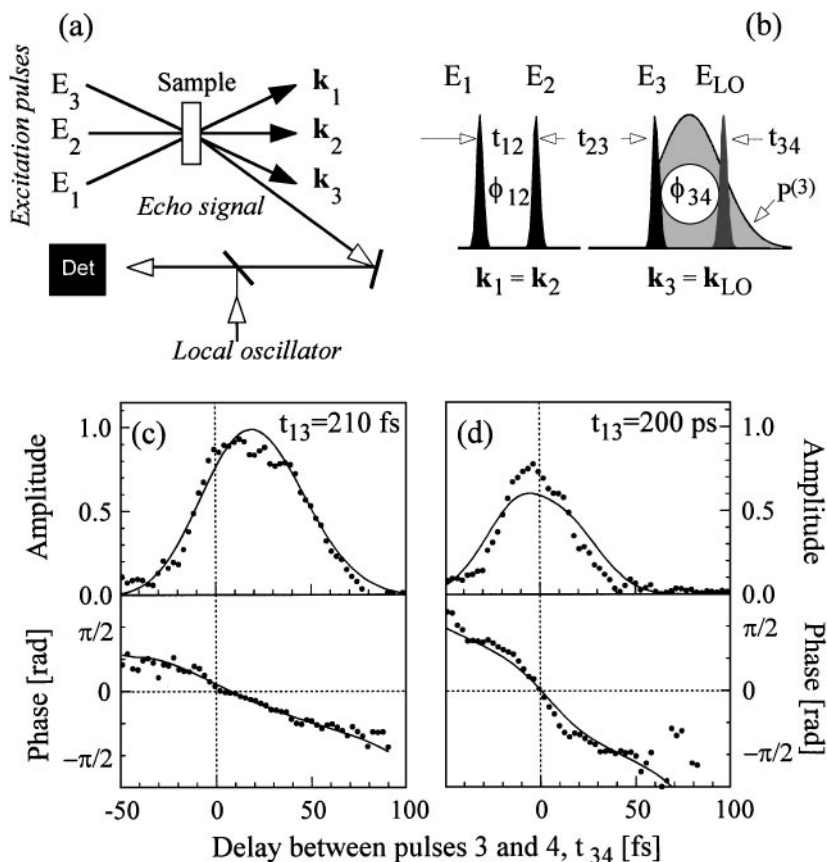 (a)
Excitation pulses
E3
E2
E1
Sample
k1
k2
k3
Echo signal
Det
Local oscillator
(b)
E1 E2 E3 ELO
t12 t23 t34
ϕ12 ϕ34 P(3)
k1 = k2 k3 = kLO
(c) t13=210 fs
Amplitude
1.0
0.5
0.0
Phase [rad]
π/2
0
−π/2
-50 0 50 100
(d) t13=200 ps
1.0
0.5
0.0
Amplitude
π/2
0
−π/2
Phase [rad]
0 50 100
Delay between pulses 3 and 4, t34 [fs]